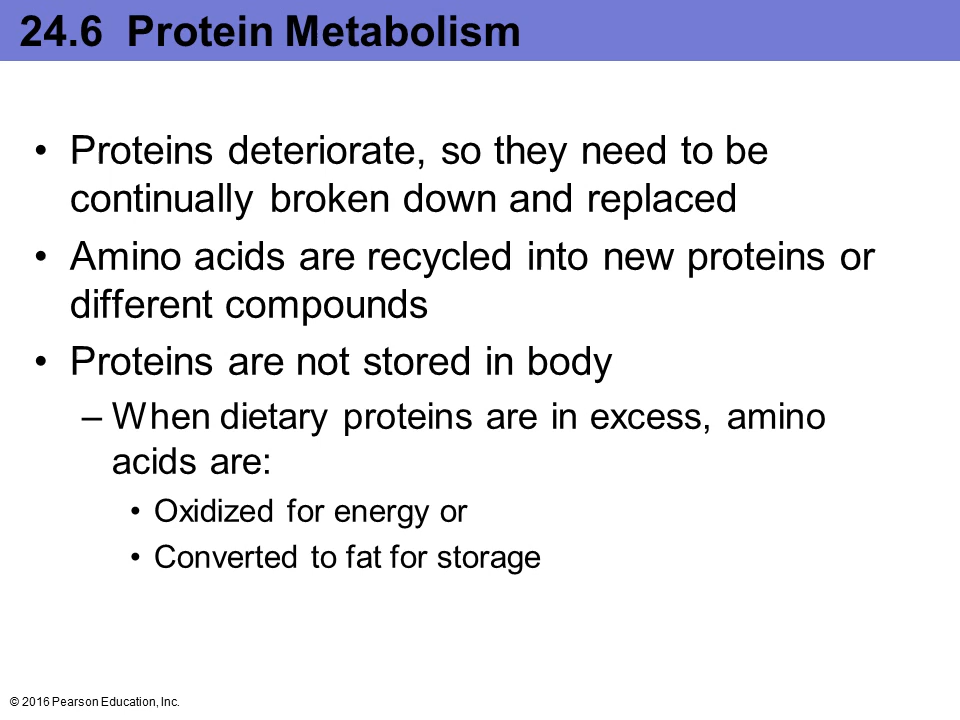 24.6 Protein Metabolism
• Proteins deteriorate, so they need to be
continually broken down and replaced
• Amino acids are recycled into new proteins or
different compounds
• Proteins are not stored in body
– When dietary proteins are in excess, amino
acids are:
• Oxidized for energy or
• Converted to fat for storage
© 2016 Pearson Education, Inc.